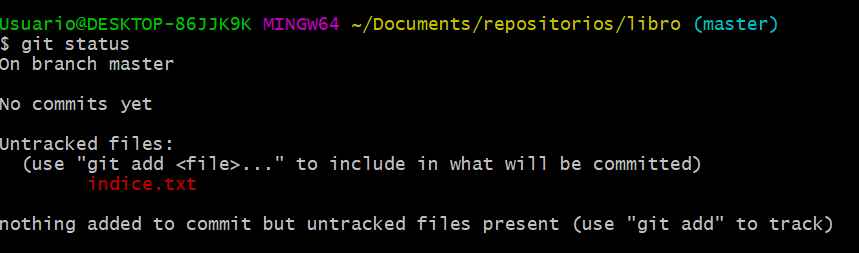 Usuario@DESKTOP-86JJK9K MINGW64 ~/Documents/repositorios/libro (master)
$ git status
On branch master
No commits yet
Untracked files:
(use "git add <file>..." to include in what will be committed)
indice.txt
nothing added to commit but untracked files present (use "git add" to track)